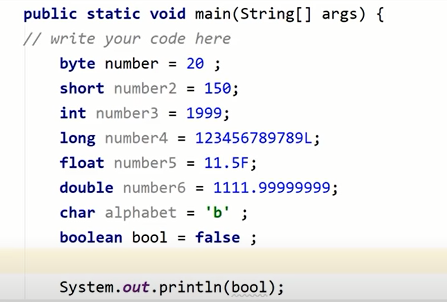 public static void main(String[] args) {
// write your code here
byte number = 20 ;
short number2 = 150;
int number3 = 1999;
long number4 = 123456789789L;
float number5 = 11.5F;
double number6 = 1111.99999999;
char alphabet = 'b' ;
boolean bool = false ;
System.out.println(bool);